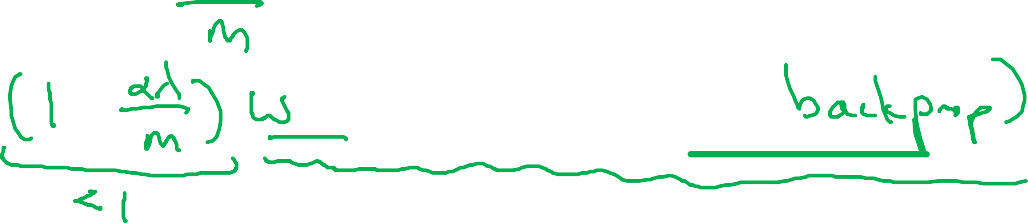 m
(1 αλ/m) w backprop)
< 1